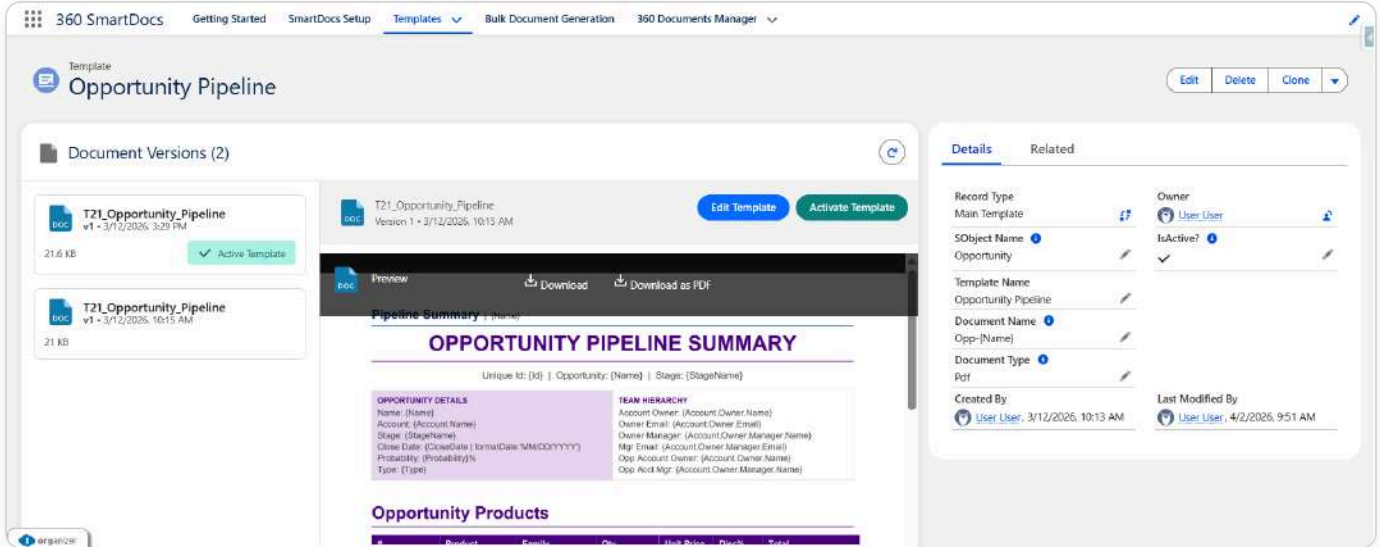 360 SmartDocs Getting Started SmartDocs Setup Templates Bulk Document Generation 360 Documents Manager
Template
Opportunity Pipeline
Edit Delete Clone
Document Versions (2)
T21_Opportunity_Pipeline
v1 • 3/12/2026, 3:29 PM
DOC
21.6 KB
Active Template
T21_Opportunity_Pipeline
v1 • 3/12/2026, 10:15 AM
DOC
21 KB
T21_Opportunity_Pipeline
Version 1 • 3/12/2026, 10:15 AM
DOC
Edit Template Activate Template
DOC
Preview Download Download as PDF
Pipeline Summary | {Name}
OPPORTUNITY PIPELINE SUMMARY
Unique Id: {Id} | Opportunity: {Name} | Stage: {StageName}
OPPORTUNITY DETAILS
Name: {Name}
Account: {Account.Name}
Stage: {StageName}
Close Date: {CloseDate | formatDate:'MM/DD/YYYY'}
Probability: {Probability}%
Type: {Type}
TEAM HIERARCHY
Account Owner: {Account.Owner.Name}
Owner Email: {Account.Owner.Email}
Owner Manager: {Account.Owner.Manager.Name}
Mgr Email: {Account.Owner.Manager.Email}
Opp Account Owner: {Account.Owner.Name}
Opp Acct Mgr: {Account.Owner.Manager.Name}
Opportunity Products
# Product Family Qty Unit Price Disc% Total
Details Related
Record Type
Main Template
Owner
User User
SObject Name
Opportunity
IsActive?
Template Name
Opportunity Pipeline
Document Name
Opp-{Name}
Document Type
Pdf
Created By
User User, 3/12/2026, 10:13 AM
Last Modified By
User User, 4/2/2026, 9:51 AM
organizer